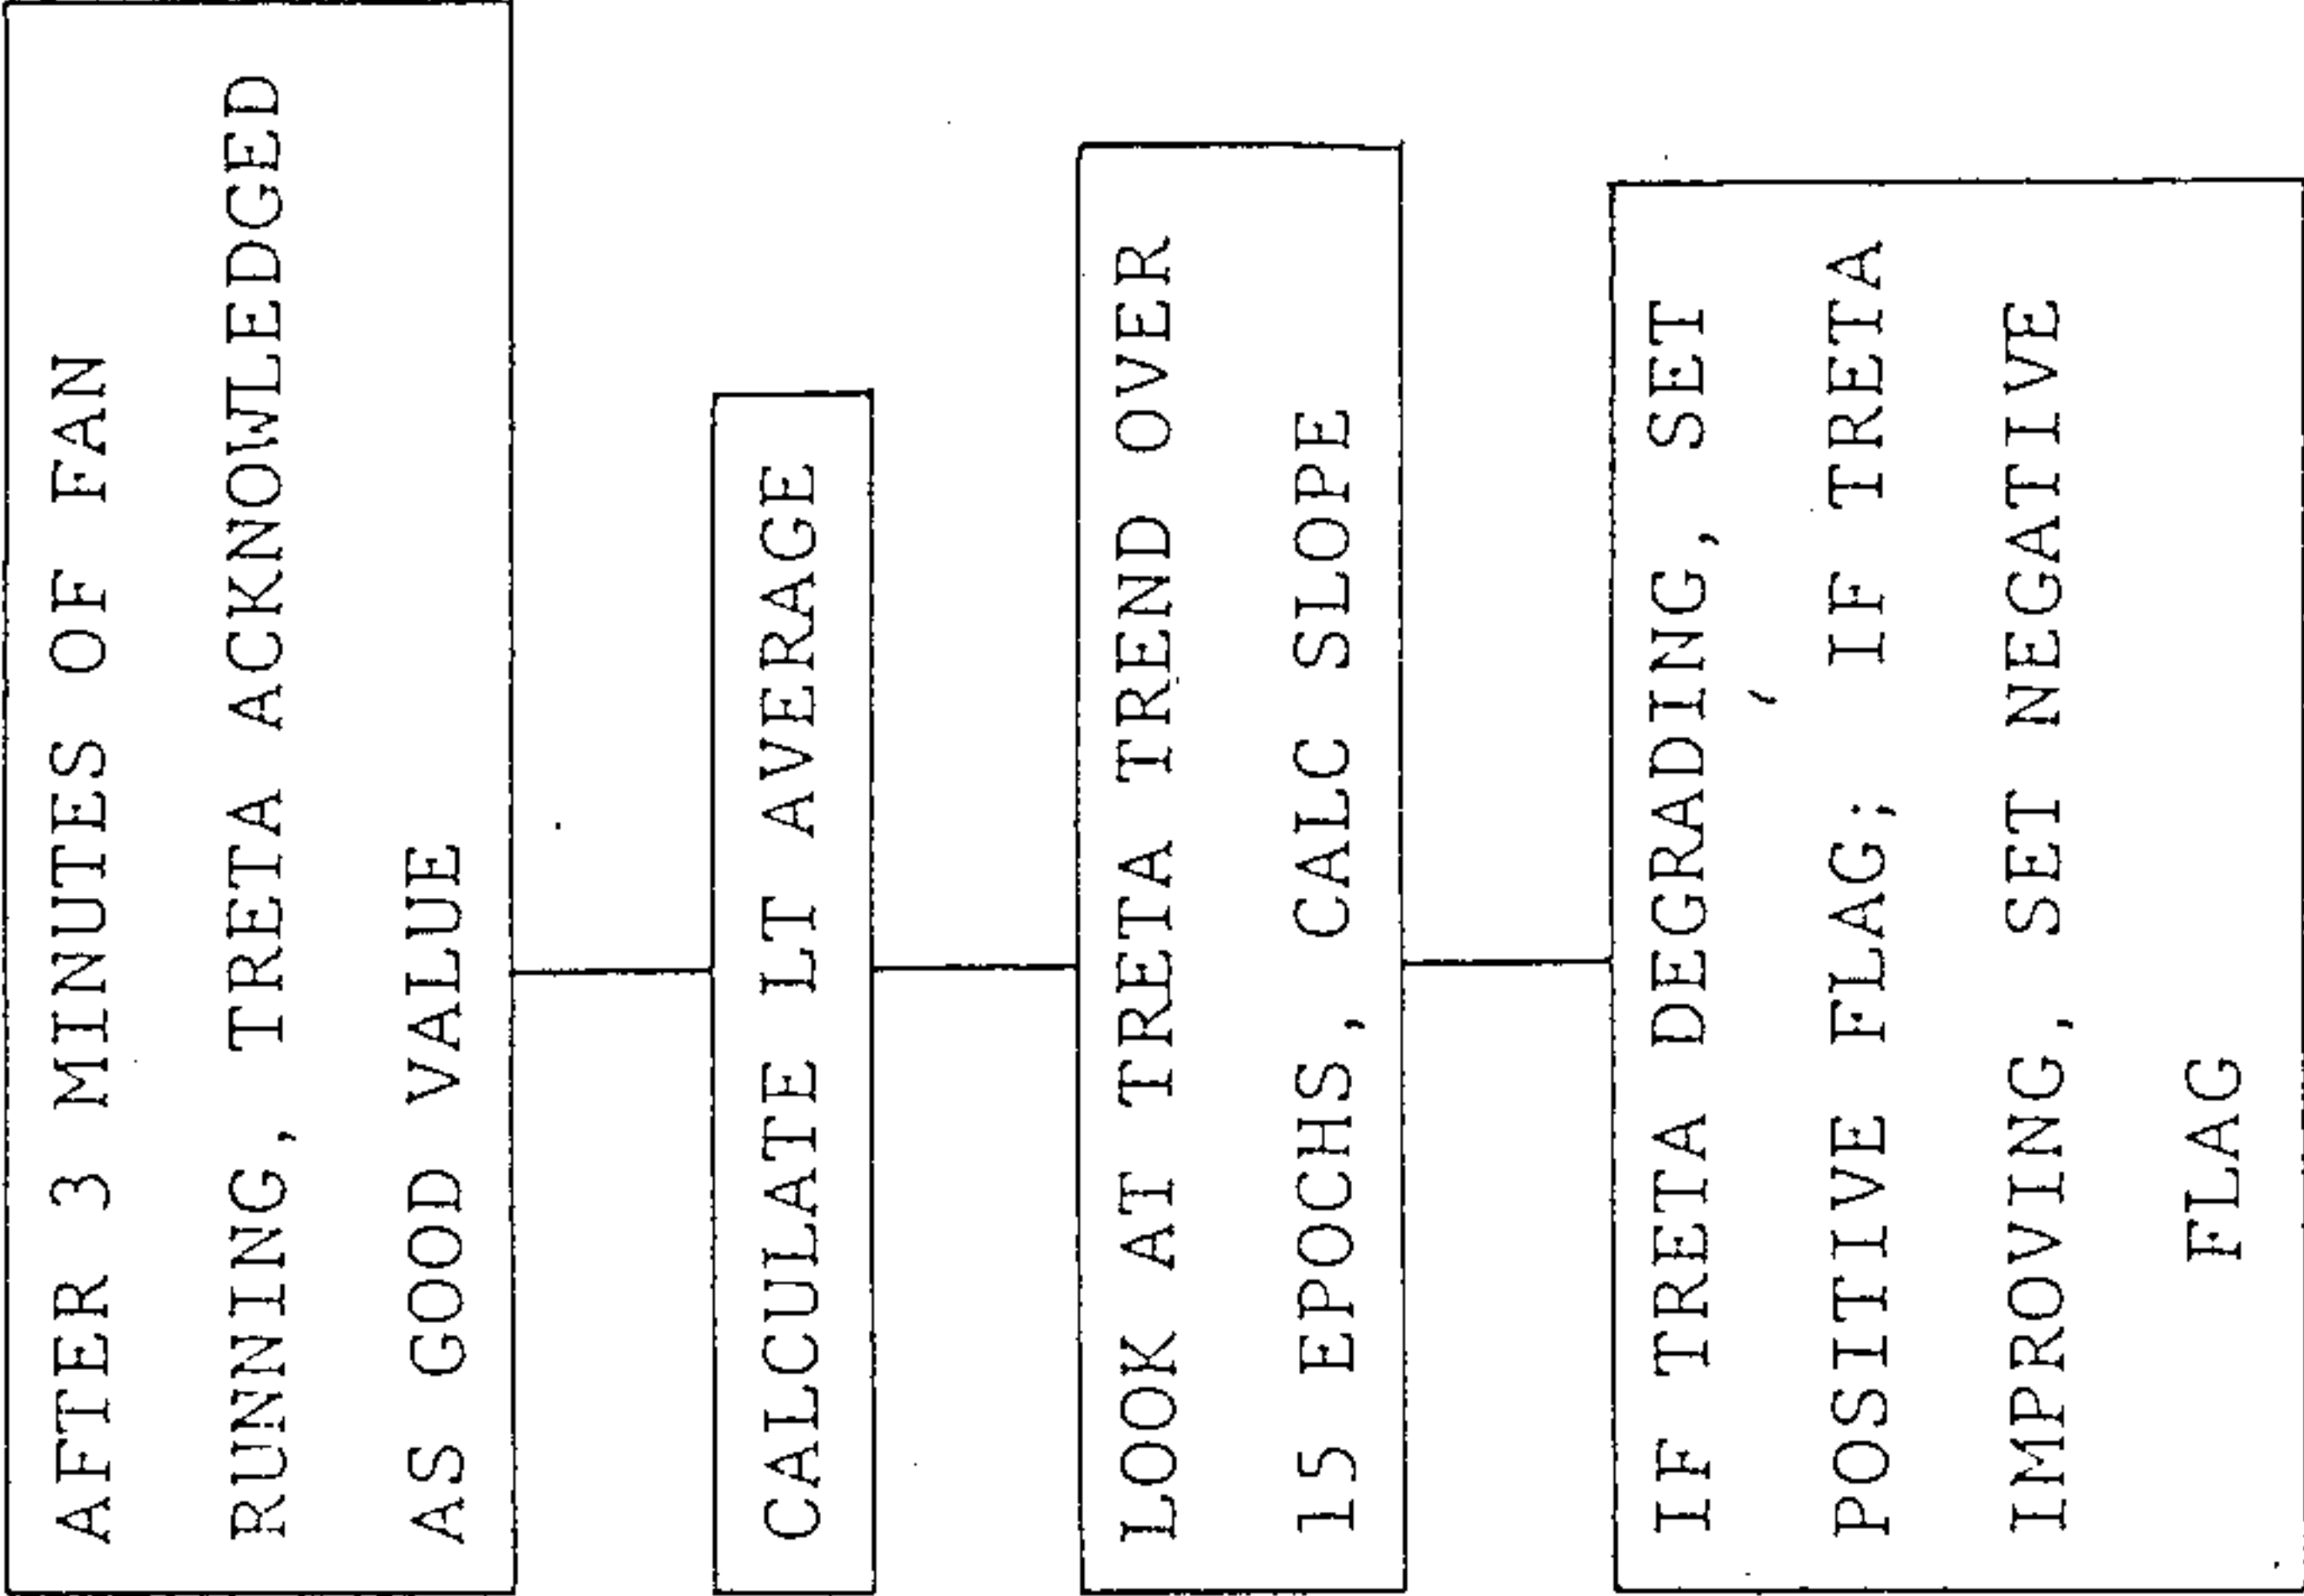 AFTER 3 MINUTES OF FAN
RUNNING, TRETA ACKNOWLEDGED
AS GOOD VALUE
CALCULATE LT AVERAGE
LOOK AT TRETA TREND OVER
15 EPOCHS, CALC SLOPE
IF TRETA DEGRADING, SET
POSITIVE FLAG; IF TRETA
IMPROVING, SET NEGATIVE
FLAG